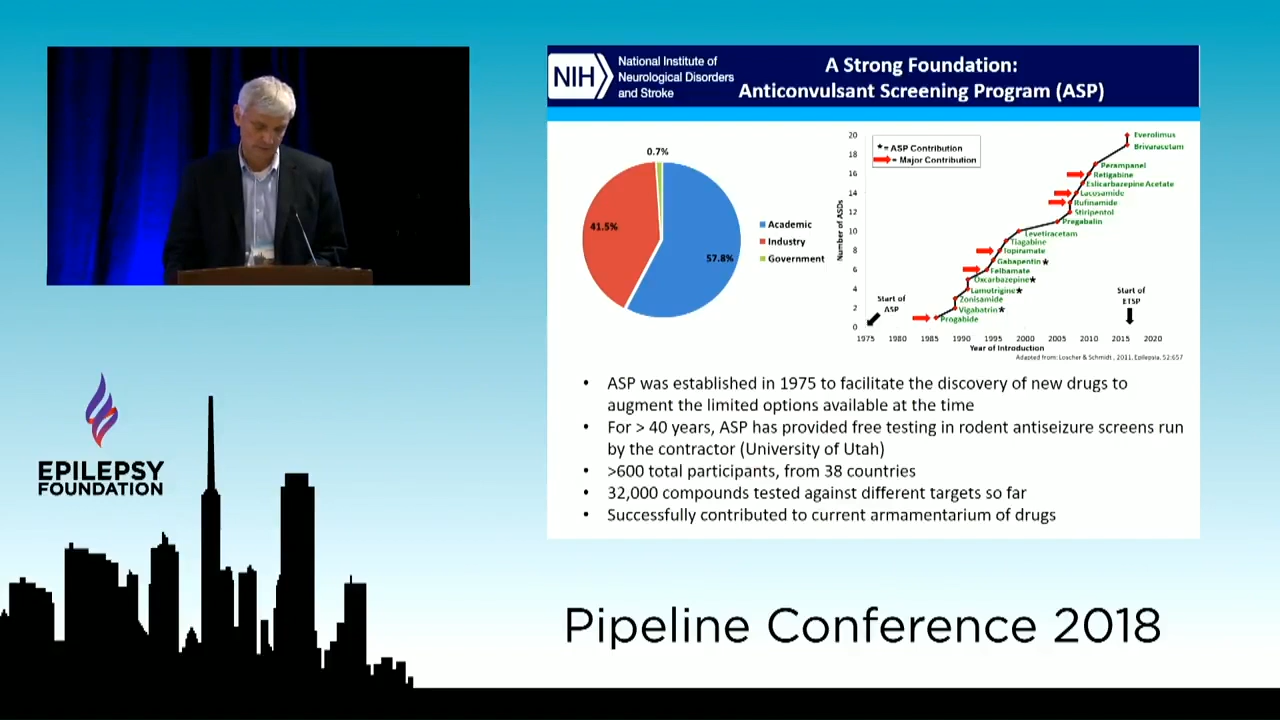 NIH
National Institute of
Neurological Disorders
and Stroke
A Strong Foundation:
Anticonvulsant Screening Program (ASP)
0.7%
41.5%
57.8%
Academic
Industry
Government
*= ASP Contribution
= Major Contribution
Number of ASDs
20
18
16
14
12
10
8
6
4
2
0
Everolimus
Brivaracetam
Perampanel
Retigabine
Eslicarbazepine Acetate
Lacosamide
Rufinamide
Stiripentol
Pregabalin
Levetiracetam
Tiagabine
Topiramate
Gabapentin *
Felbamate
Oxcarbazepine *
Lamotrigine *
Zonisamide
Vigabatrin *
Progabide
Start of
ASP
Start of
ETSP
1975 1980 1985 1990 1995 2000 2005 2010 2015 2020
Year of Introduction
Adapted from: Loscher & Schmidt , 2011, Epilepsia, 52:657
• ASP was established in 1975 to facilitate the discovery of new drugs to
augment the limited options available at the time
• For > 40 years, ASP has provided free testing in rodent antiseizure screens run
by the contractor (University of Utah)
• >600 total participants, from 38 countries
• 32,000 compounds tested against different targets so far
• Successfully contributed to current armamentarium of drugs
EPILEPSY
FOUNDATION
Pipeline Conference 2018